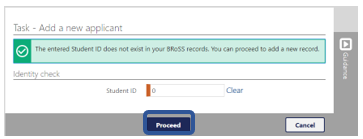 Task - Add a new applicant
The entered Student ID does not exist in your BRoSS records. You can proceed to add a new record.
Identity check
Student ID 0 Clear
Proceed Cancel
Guidance